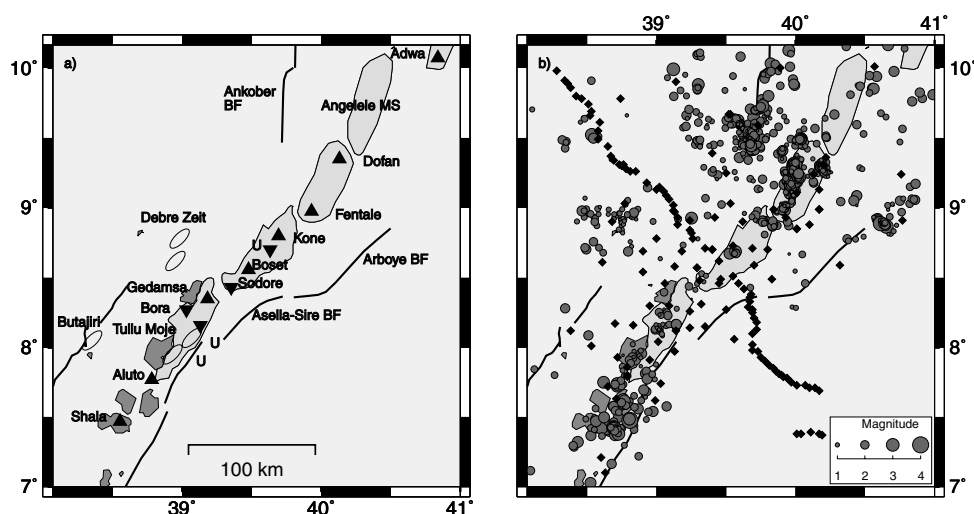 39˚
40˚
41˚
a)
Adwa
b)
10˚
10˚
Ankober
BF
Angelele MS
Dofan
9˚
9˚
Debre Zeit
Fentale
U
Kone
Boset
Arboye BF
Gedamsa
Sodore
Bora
Asella-Sire BF
Butajiri
Tullu Moje
U
8˚
8˚
U
Aluto
Shala
100 km
Magnitude
1 2 3 4
7˚
7˚
39˚
40˚
41˚